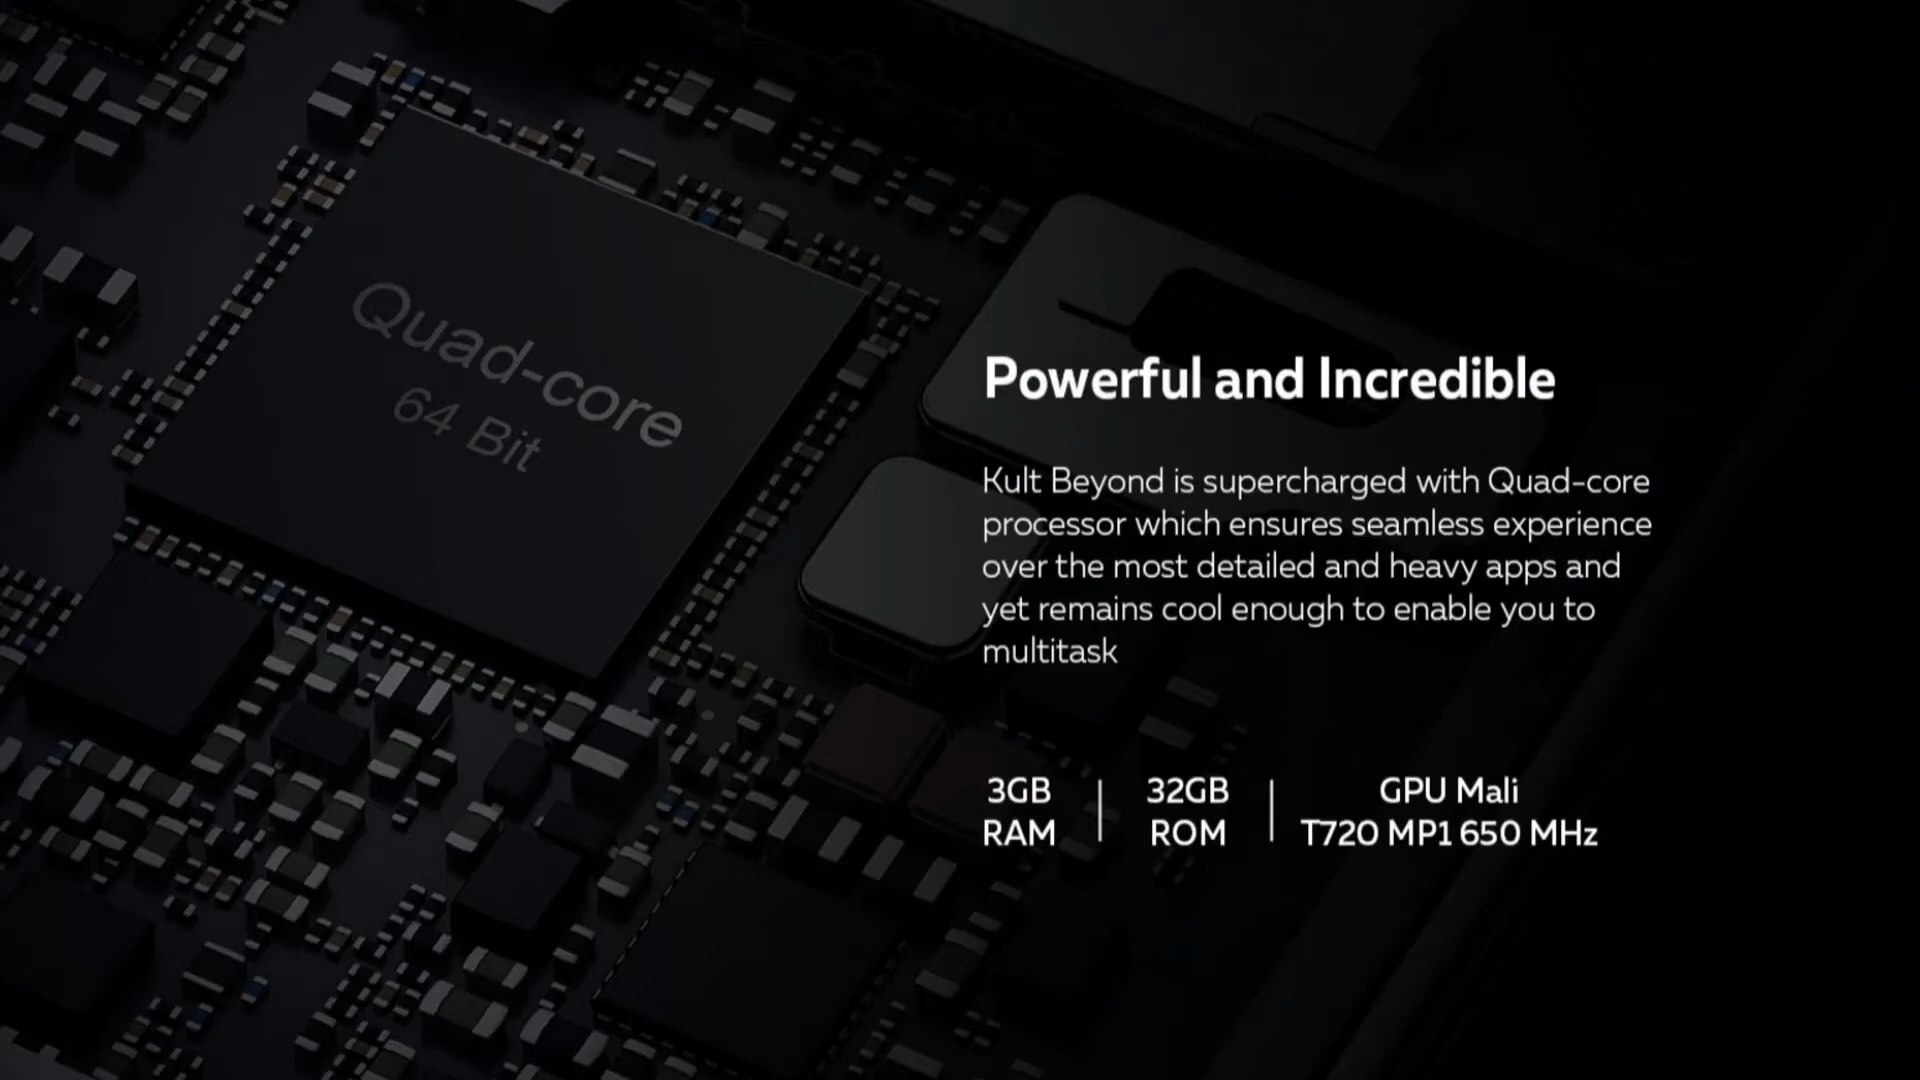 Quad-core
64 Bit
Powerful and Incredible
Kult Beyond is supercharged with Quad-core
processor which ensures seamless experience
over the most detailed and heavy apps and
yet remains cool enough to enable you to
multitask
3GB
RAM
32GB
ROM
GPU Mali
T720 MP1 650 MHz